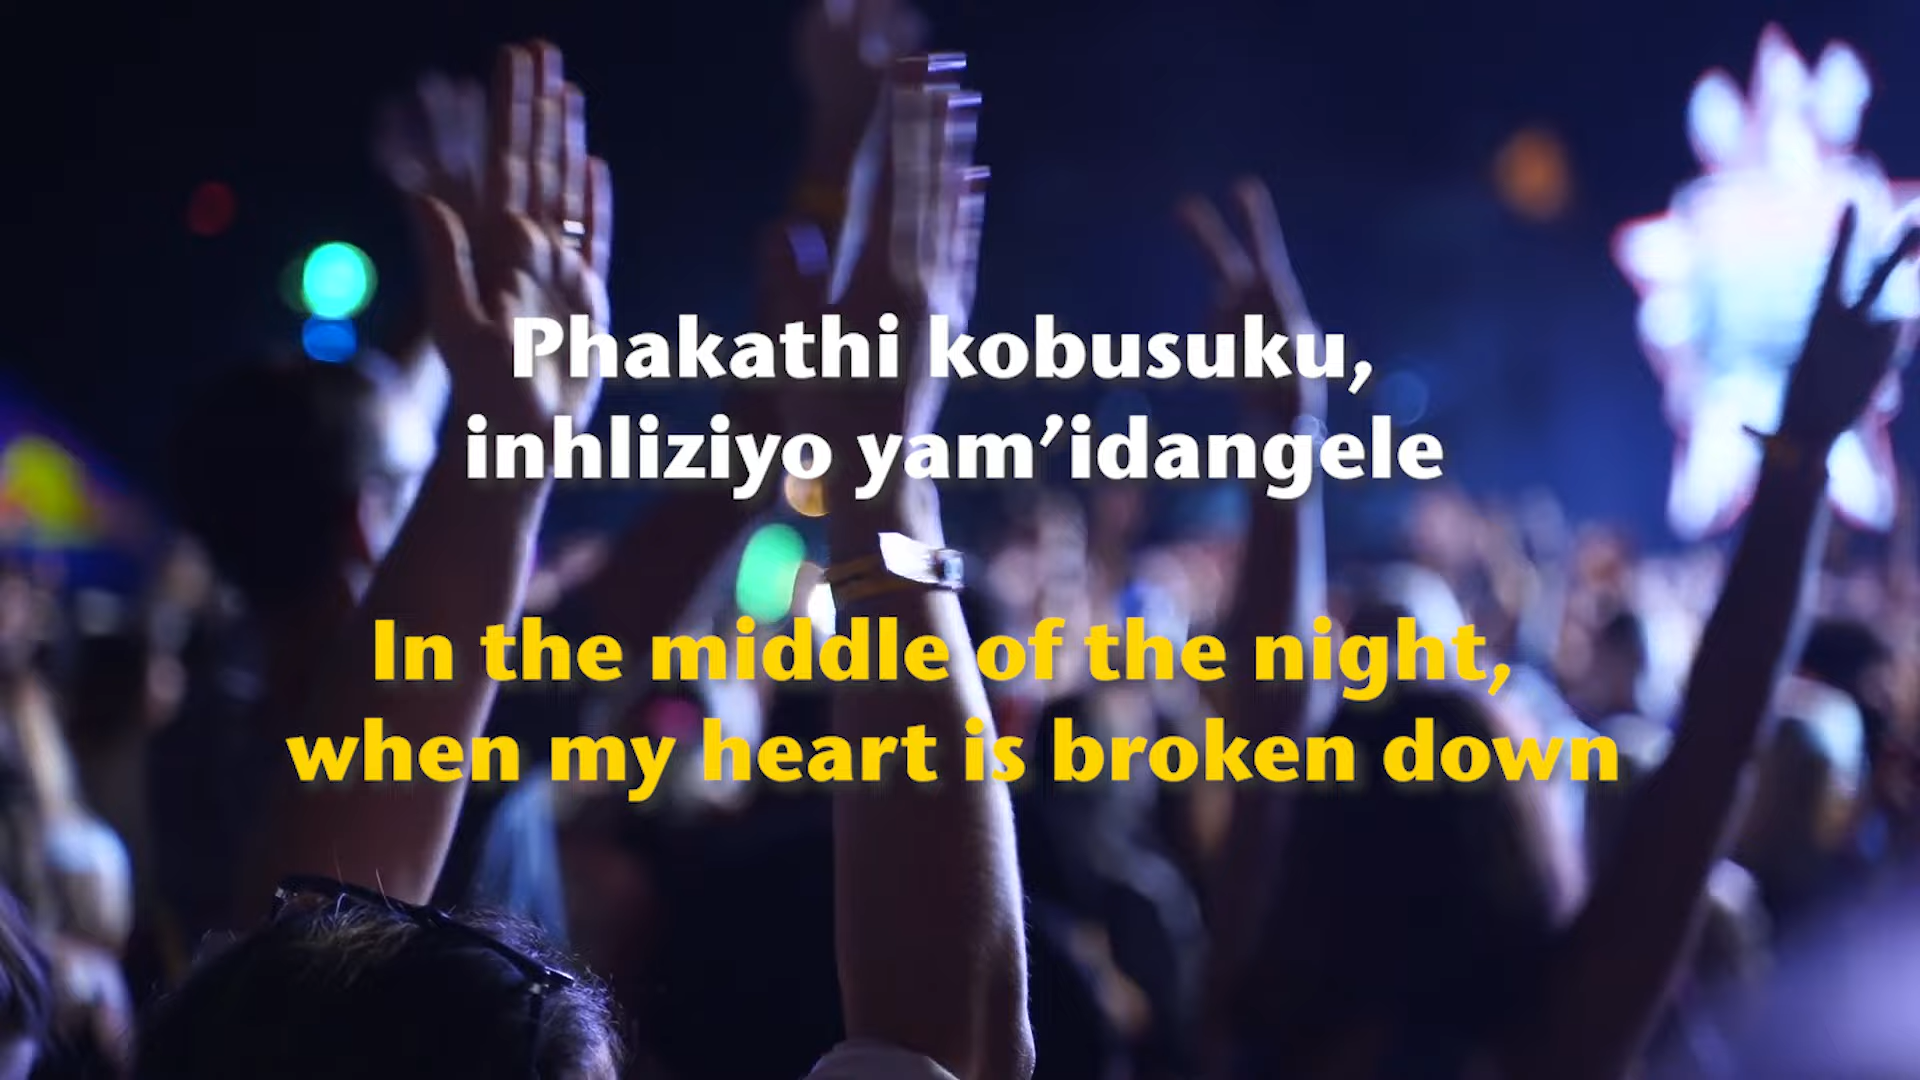 Phakathi kobusuku,
inhliziyo yam’idangele
In the middle of the night,
when my heart is broken down